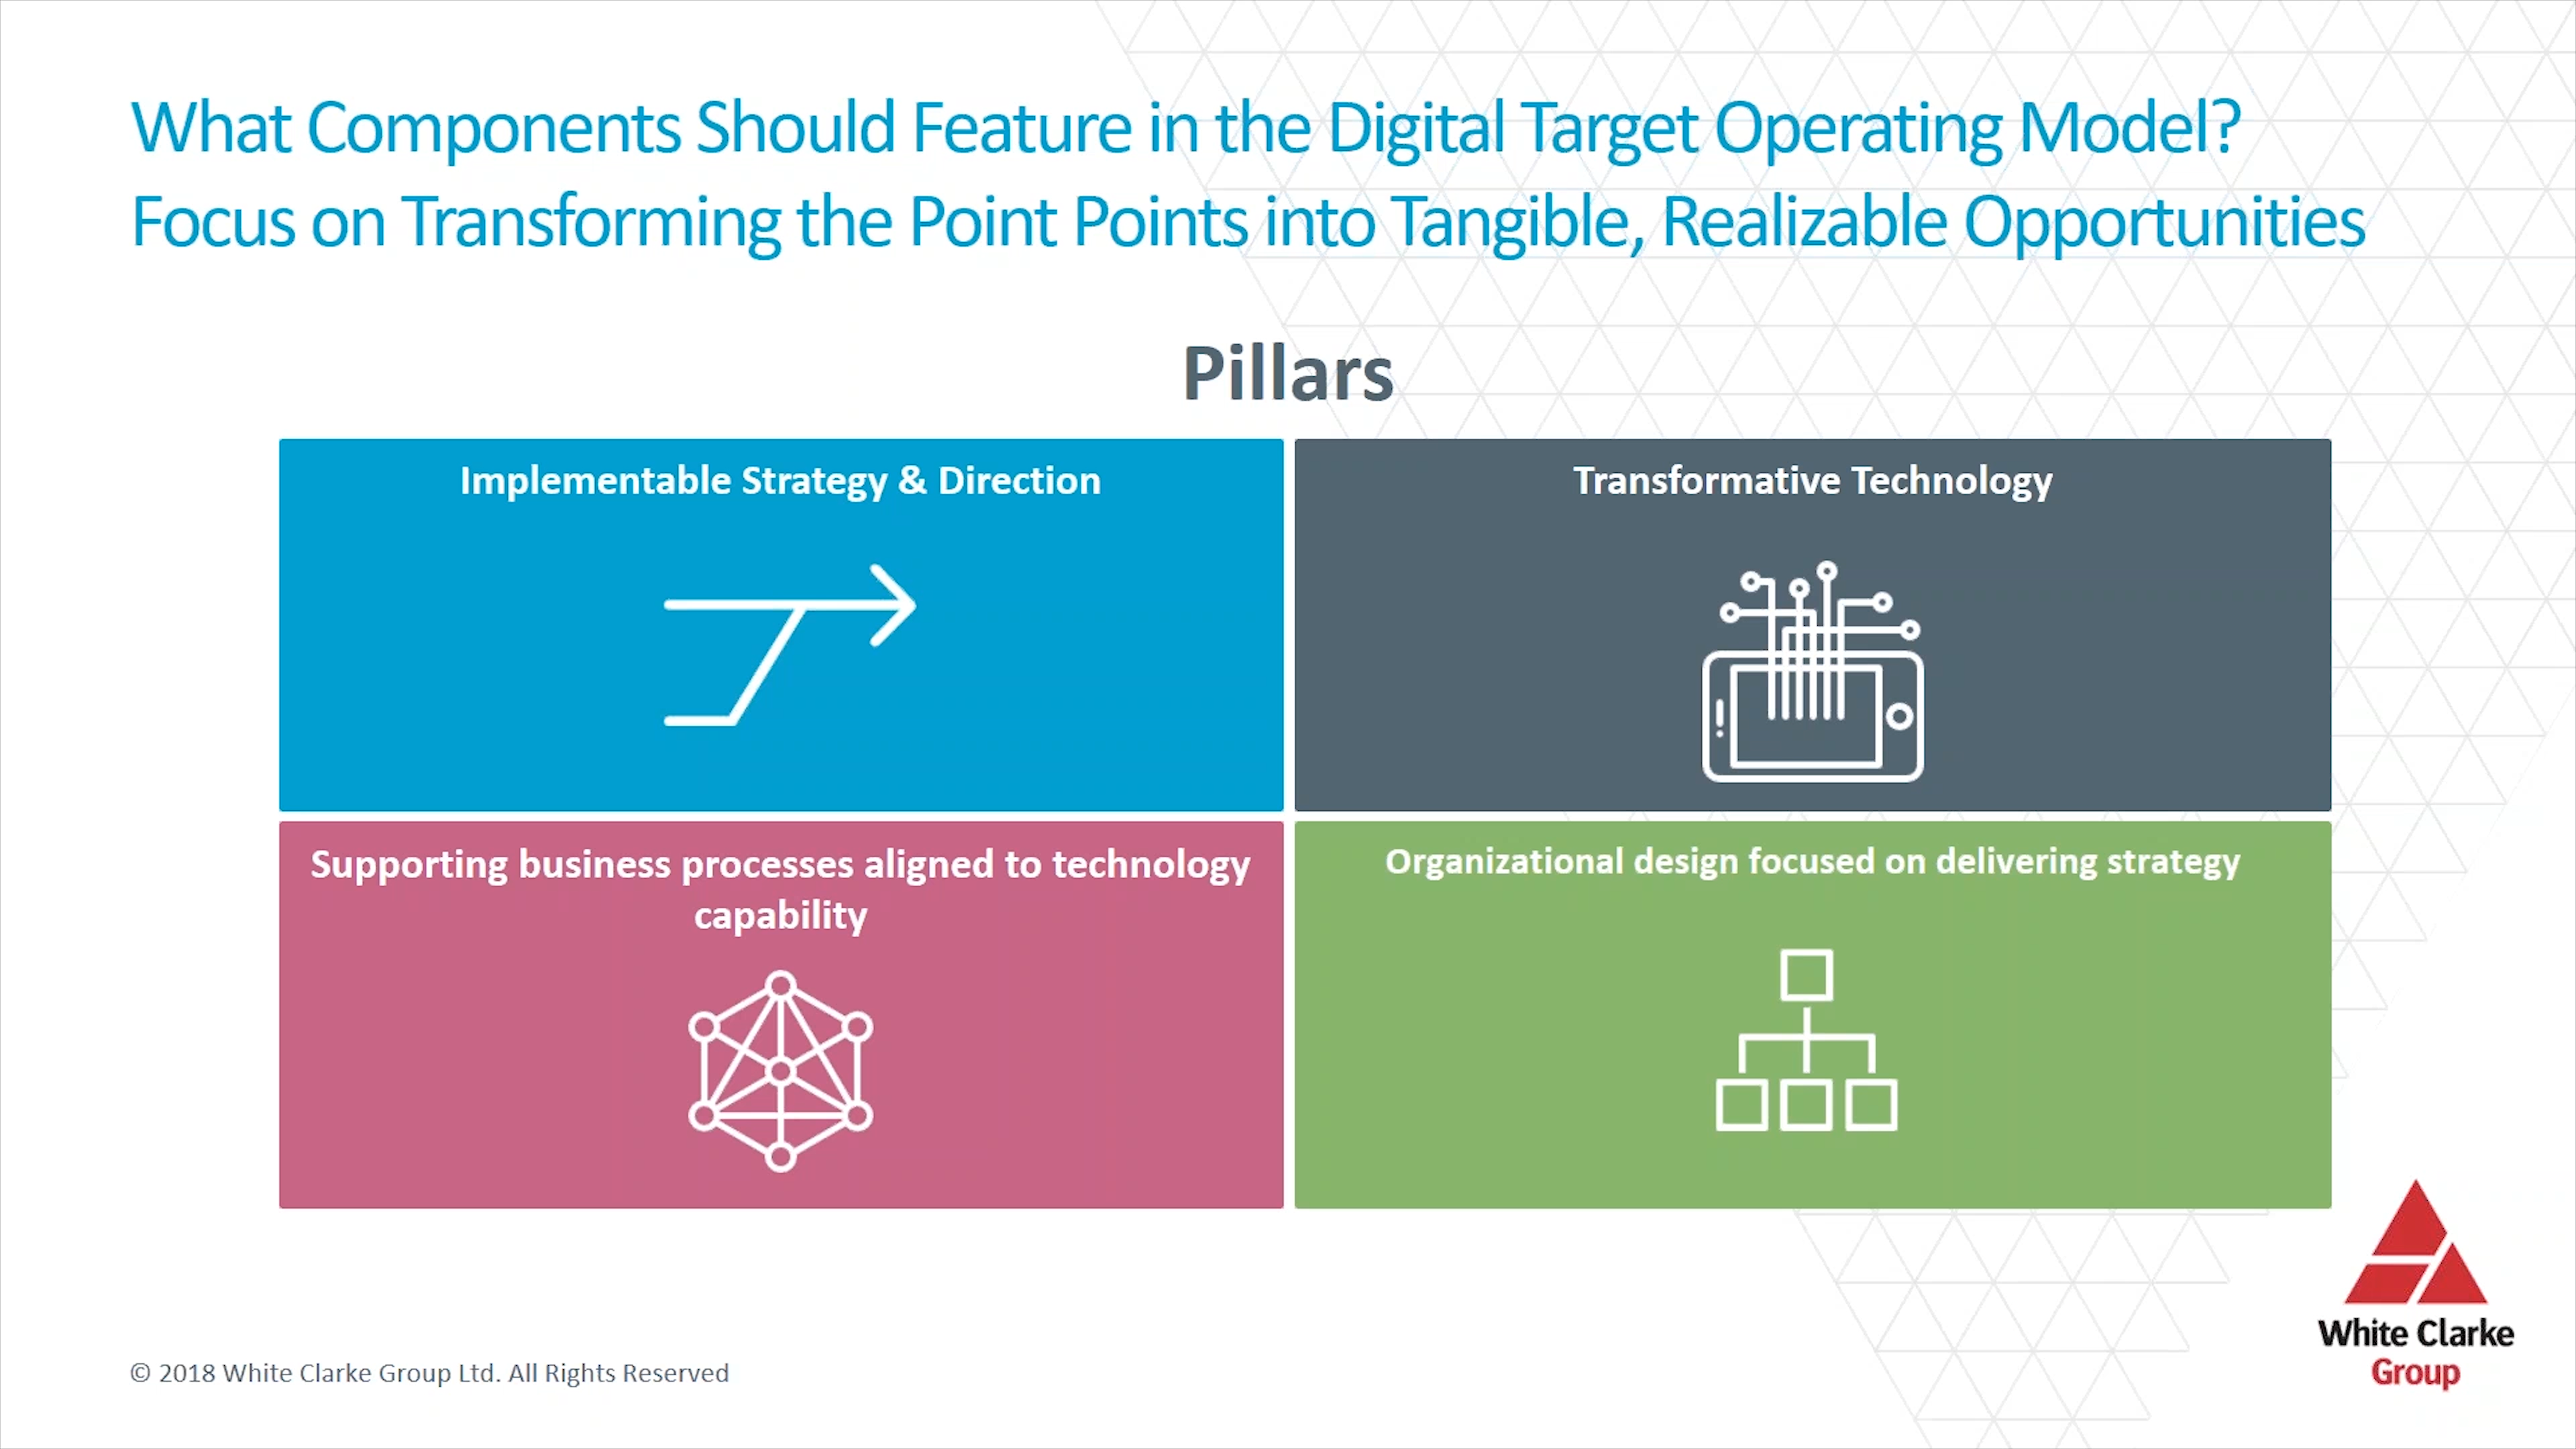 What Components Should Feature in the Digital Target Operating Model?
Focus on Transforming the Point Points into Tangible, Realizable Opportunities
Pillars
Implementable Strategy & Direction
Transformative Technology
Supporting business processes aligned to technology
capability
Organizational design focused on delivering strategy
White Clarke
Group
© 2018 White Clarke Group Ltd. All Rights Reserved